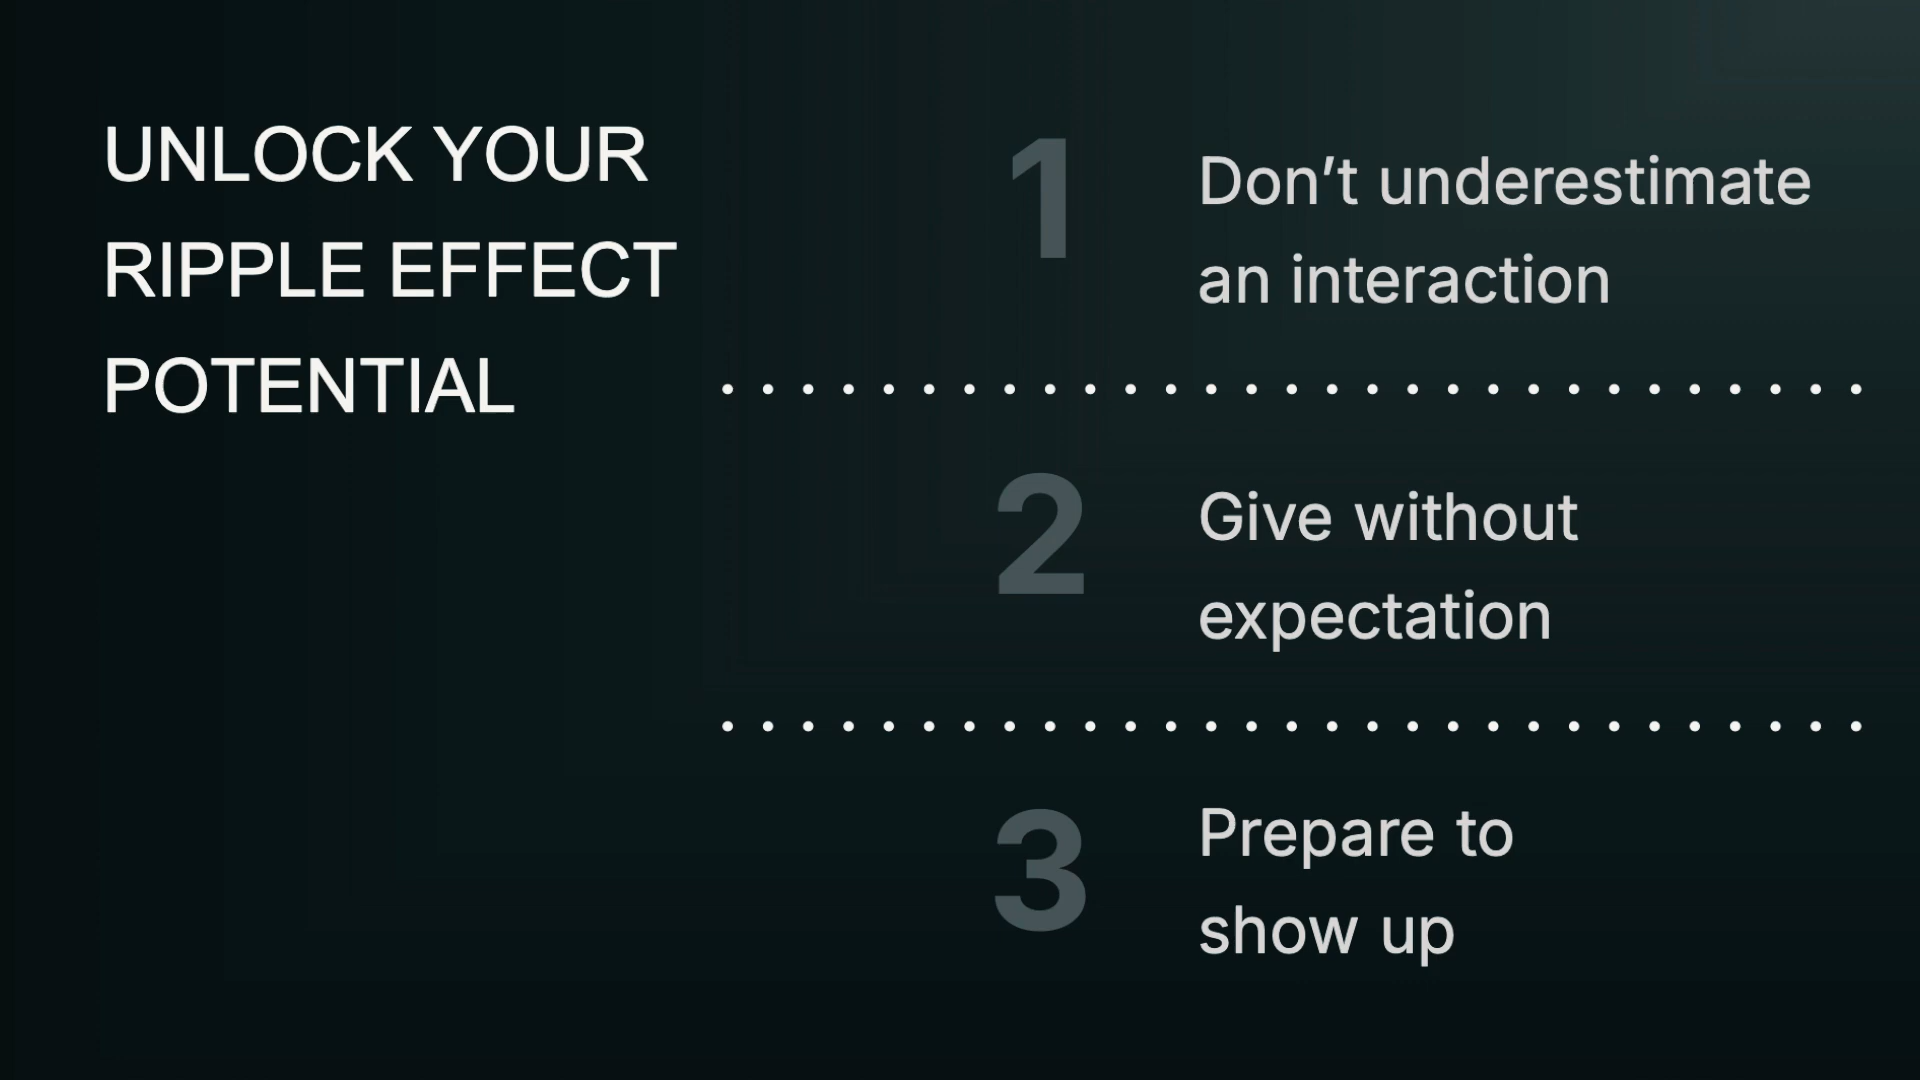 UNLOCK YOUR
RIPPLE EFFECT
POTENTIAL
1
Don’t underestimate
an interaction
2
Give without
expectation
3
Prepare to
show up